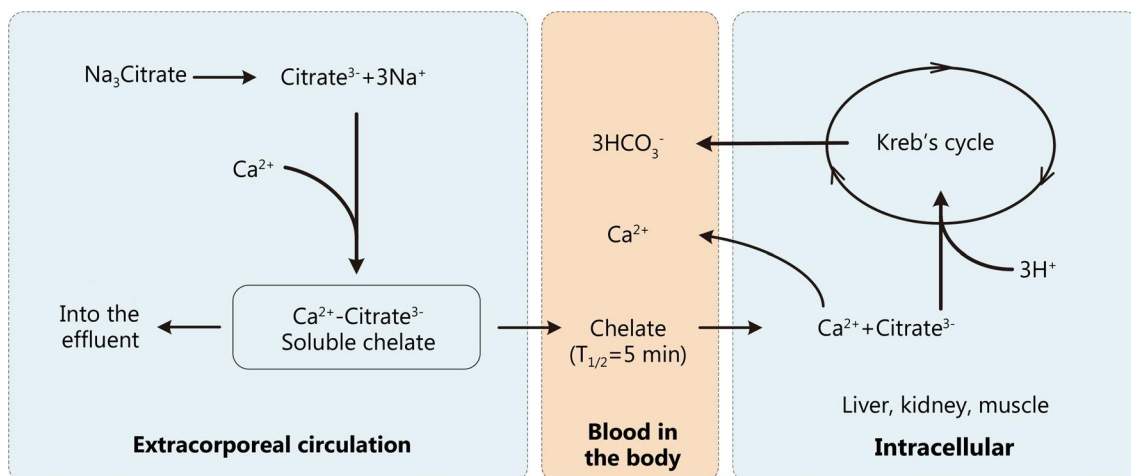 Na₃Citrate
Citrate³⁻+3Na⁺
Ca²⁺
Into the
effluent
Ca²⁺-Citrate³⁻
Soluble chelate
Extracorporeal circulation
3HCO₃⁻
Ca²⁺
Chelate
(T₁/₂=5 min)
Blood in
the body
Kreb's cycle
3H⁺
Ca²⁺+Citrate³⁻
Liver, kidney, muscle
Intracellular